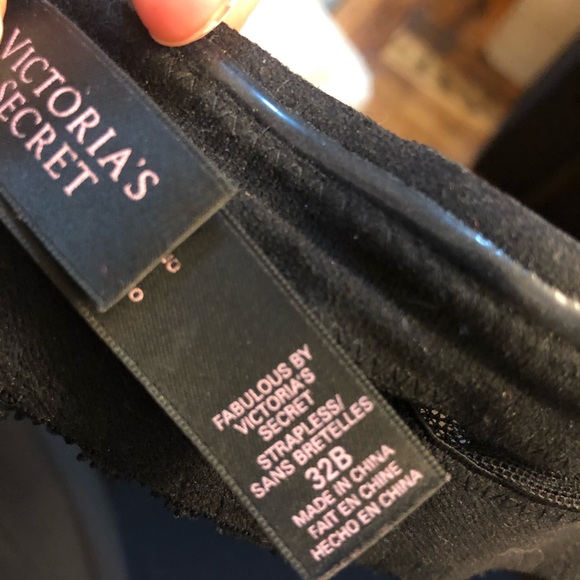 VICTORIA'S
SECRET
FABULOUS BY
VICTORIA'S
SECRET
STRAPLESS/
SANS BRETELLES
32B
MADE IN CHINA
FAIT EN CHINE
HECHO EN CHINA